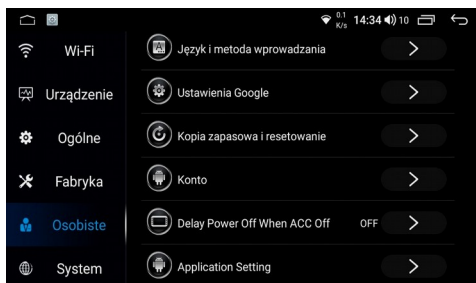 0.1 K/s 14:34 10
Wi-Fi
Urządzenie
Ogólne
Fabryka
Osobiste
System
Język i metoda wprowadzania
Ustawienia Google
Kopia zapasowa i resetowanie
Konto
Delay Power Off When ACC Off OFF
Application Setting